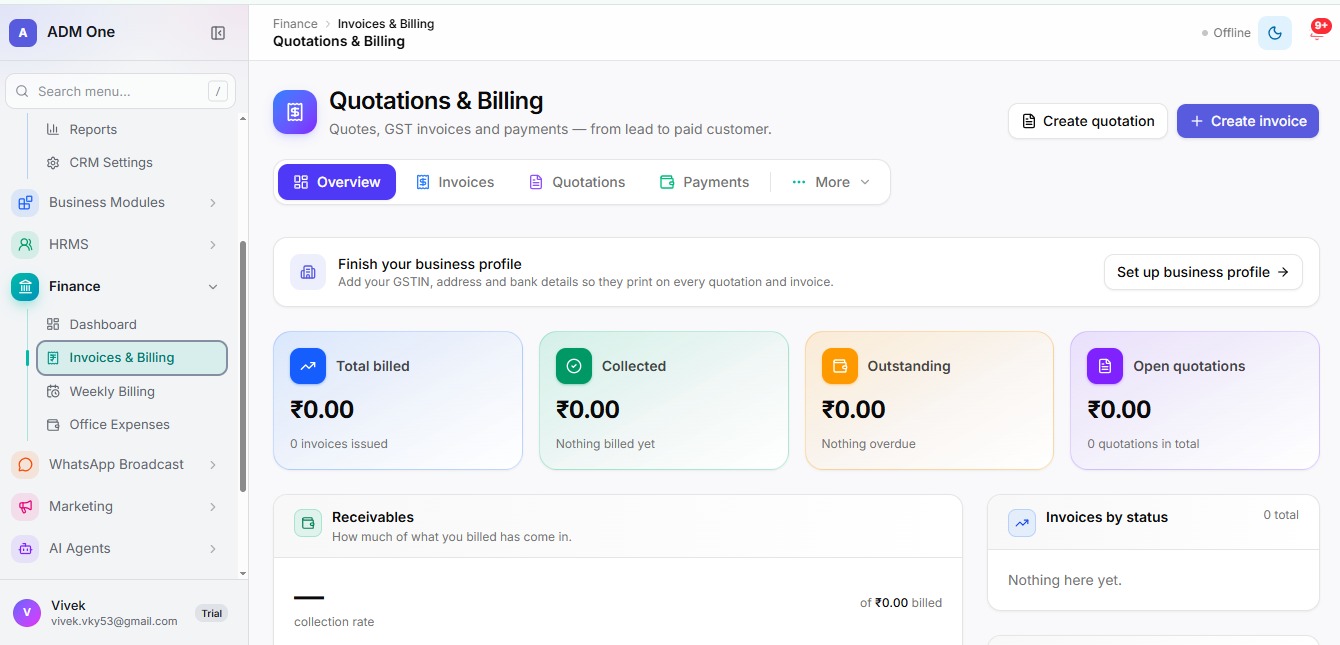 A ADM One
Search menu... /
Reports
CRM Settings
Business Modules
HRMS
Finance
Dashboard
Invoices & Billing
Weekly Billing
Office Expenses
WhatsApp Broadcast
Marketing
AI Agents
V
Vivek
vivek.vky53@gmail.com
Trial
Finance > Invoices & Billing
Quotations & Billing
Offline
9+
Quotations & Billing
Quotes, GST invoices and payments — from lead to paid customer.
Create quotation
+ Create invoice
Overview
Invoices
Quotations
Payments
More
Finish your business profile
Add your GSTIN, address and bank details so they print on every quotation and invoice.
Set up business profile →
Total billed
₹0.00
0 invoices issued
Collected
₹0.00
Nothing billed yet
Outstanding
₹0.00
Nothing overdue
Open quotations
₹0.00
0 quotations in total
Receivables
How much of what you billed has come in.
—
collection rate
of ₹0.00 billed
Invoices by status
0 total
Nothing here yet.